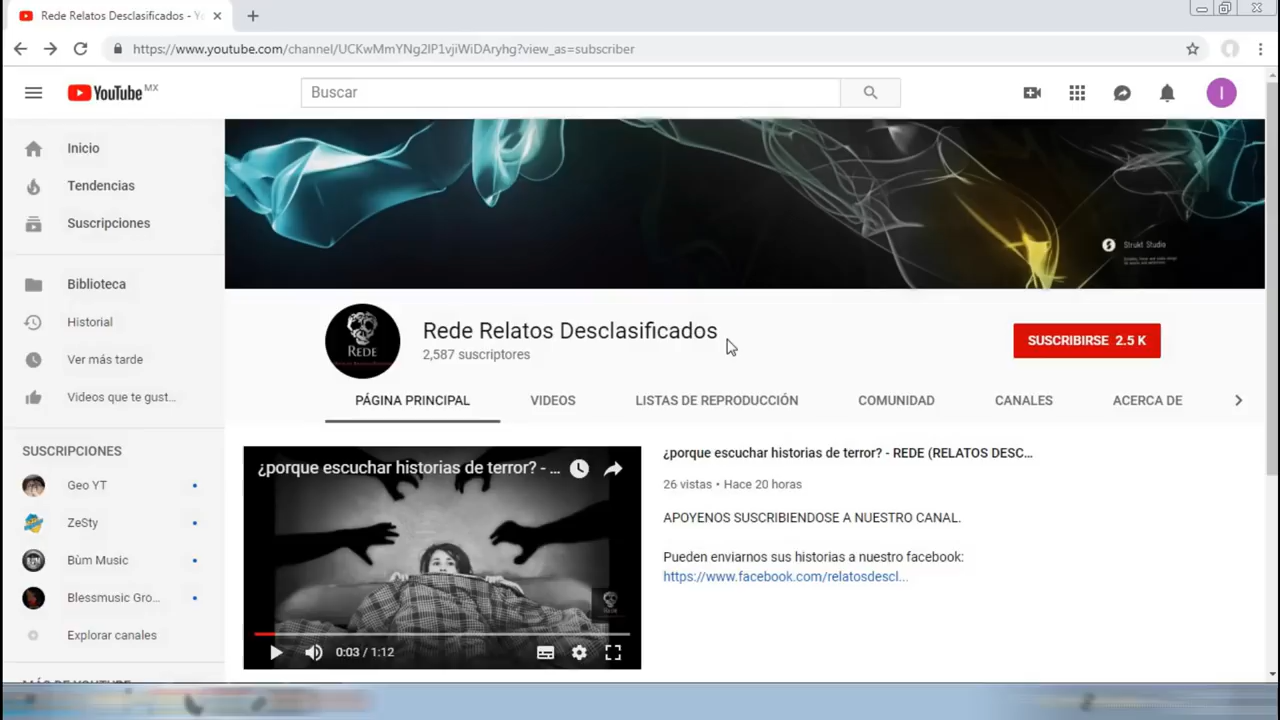 Rede Relatos Desclasificados - Y
https://www.youtube.com/channel/UCKwMmYNg2IP1vjiWiDAryhg?view_as=subscriber
YouTube MX
Buscar
I
Inicio
Tendencias
Suscripciones
Biblioteca
Historial
Ver más tarde
Videos que te gust...
SUSCRIPCIONES
Geo YT
ZeSty
Bùm Music
Blessmusic Gro...
Explorar canales
MÁS DE YOUTUBE
Strukt Studio
REDE
Rede Relatos Desclasificados
2,587 suscriptores
SUSCRIBIRSE 2.5 K
PÁGINA PRINCIPAL
VIDEOS
LISTAS DE REPRODUCCIÓN
COMUNIDAD
CANALES
ACERCA DE
¿porque escuchar historias de terror? - ...
0:03 / 1:12
¿porque escuchar historias de terror? - REDE (RELATOS DESC...
26 vistas • Hace 20 horas
APOYENOS SUSCRIBIENDOSE A NUESTRO CANAL.
Pueden enviarnos sus historias a nuestro facebook:
https://www.facebook.com/relatosdescl...